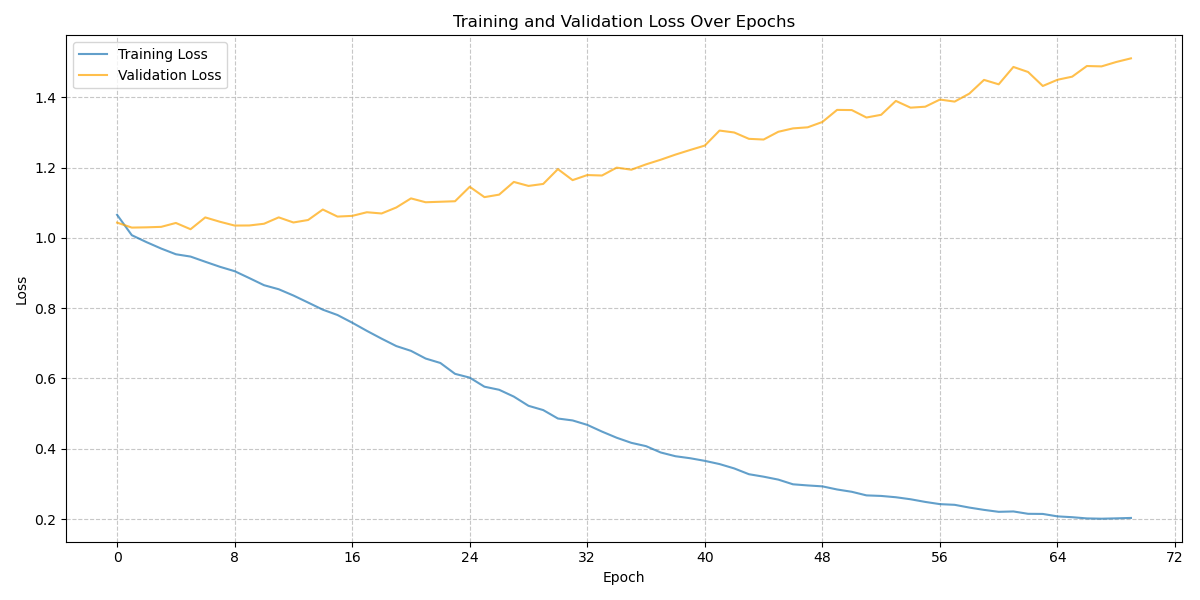 Training and Validation Loss Over Epochs
Training Loss
Validation Loss
Loss
1.4
1.2
1.0
0.8
0.6
0.4
0.2
0 8 16 24 32 40 48 56 64 72
Epoch